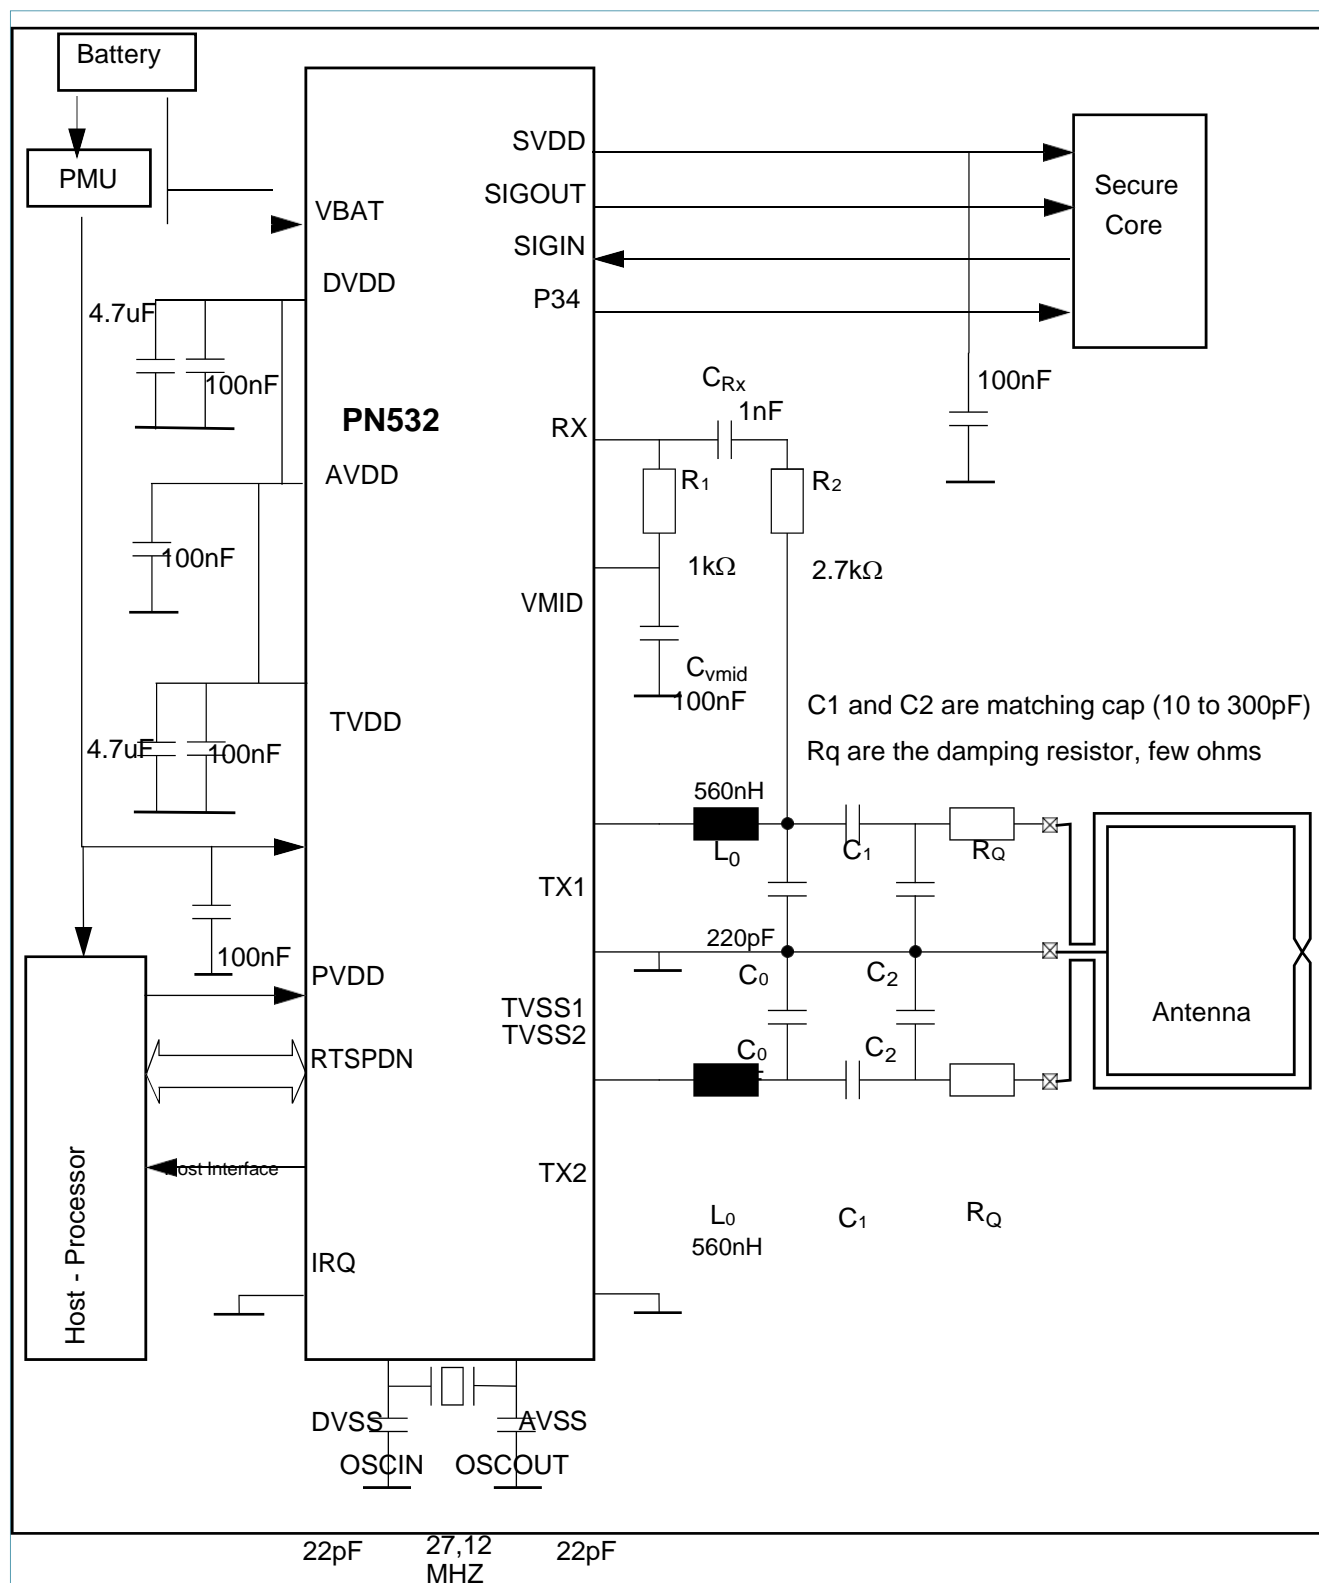 Battery
PMU
VBAT
SVDD
SIGOUT
SIGIN
P34
Secure
Core
DVDD
4.7uF
100nF
PN532
CRx
1nF
100nF
RX
R1
R2
AVDD
100nF
1kΩ
2.7kΩ
VMID
Cvmid
100nF
TVDD
4.7uF
100nF
C1 and C2 are matching cap (10 to 300pF)
Rq are the damping resistor, few ohms
560nH
L0
C1
RQ
TX1
220pF
100nF
PVDD
C0
C2
TVSS1
TVSS2
Antenna
RTSPDN
C0
C2
Host - Processor
Host Interface
TX2
L0
C1
RQ
560nH
IRQ
DVSS
AVSS
OSCIN
OSCOUT
22pF
27,12
MHZ
22pF